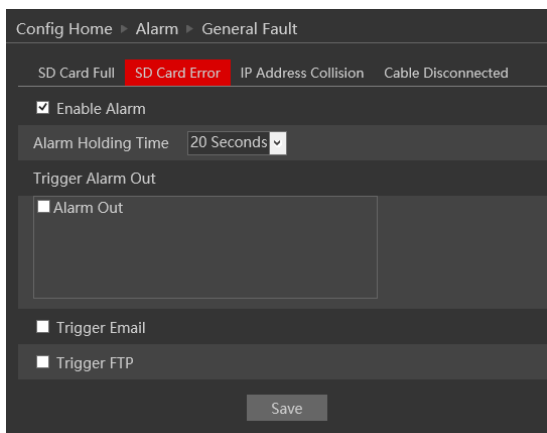 Config Home ▶ Alarm ▶ General Fault
SD Card Full SD Card Error IP Address Collision Cable Disconnected
Enable Alarm
Alarm Holding Time 20 Seconds
Trigger Alarm Out
Alarm Out
Trigger Email
Trigger FTP
Save